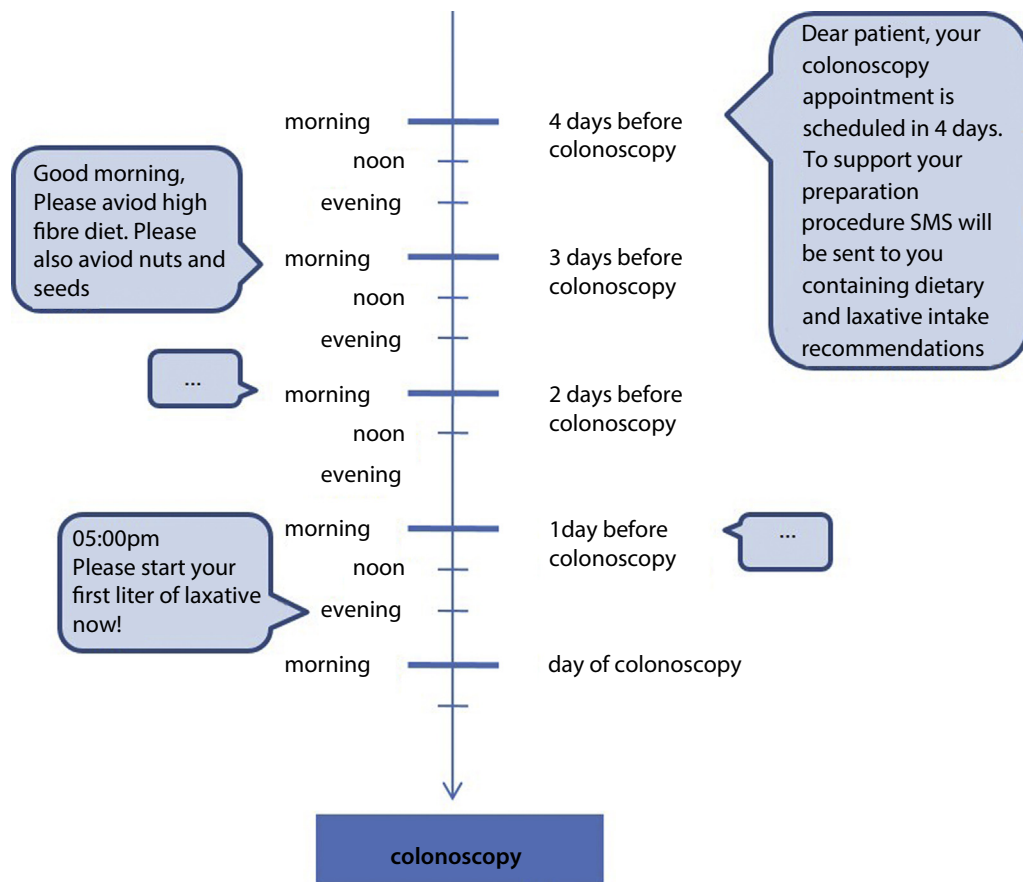 Dear patient, your
colonoscopy
appointment is
scheduled in 4 days.
To support your
preparation
procedure SMS will
be sent to you
containing dietary
and laxative intake
recommendations
morning
4 days before
colonoscopy
noon
evening
Good morning,
Please aviod high
fibre diet. Please
also aviod nuts and
seeds
morning
3 days before
colonoscopy
noon
evening
...
morning
2 days before
colonoscopy
noon
evening
05:00pm
Please start your
first liter of laxative
now!
morning
1day before
colonoscopy
...
noon
evening
morning
day of colonoscopy
colonoscopy